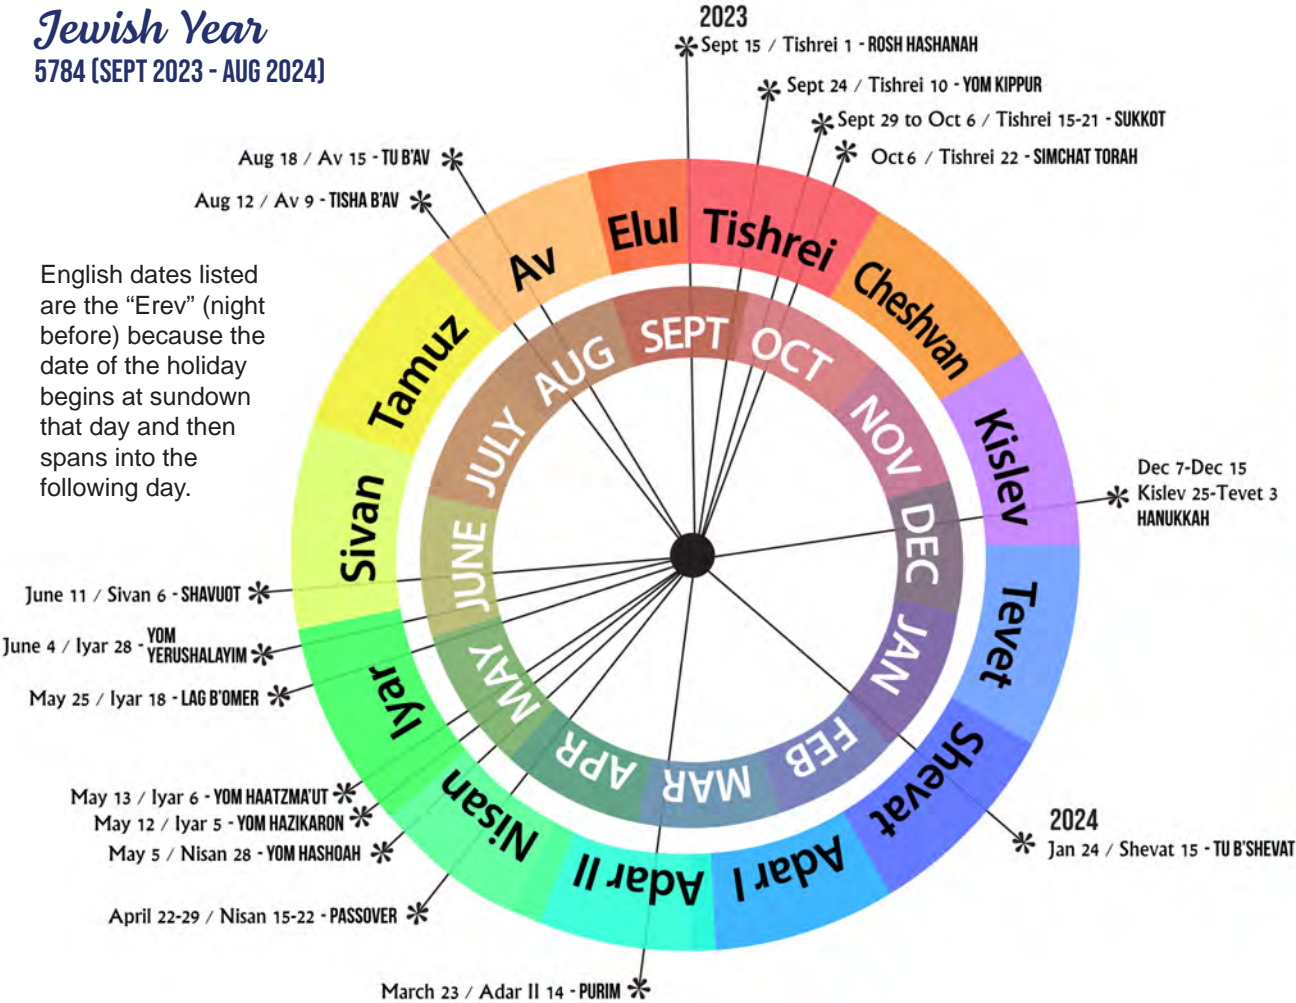 Jewish Year
5784 (SEPT 2023 - AUG 2024)
2023
Sept 15 / Tishrei 1 - ROSH HASHANAH
Sept 24 / Tishrei 10 - YOM KIPPUR
Sept 29 to Oct 6 / Tishrei 15-21 - SUKKOT
Oct 6 / Tishrei 22 - SIMCHAT TORAH
Aug 18 / Av 15 - TU B'AV
Aug 12 / Av 9 - TISHA B'AV
English dates listed
are the “Erev” (night
before) because the
date of the holiday
begins at sundown
that day and then
spans into the
following day.
Tishrei
Cheshvan
Kislev
Tevet
Shevat
Adar I
Adar II
Nisan
Iyar
Sivan
Tamuz
Av
Elul
SEPT
OCT
NOV
DEC
JAN
FEB
MAR
APR
MAY
JUNE
JULY
AUG
Dec 7-Dec 15
Kislev 25-Tevet 3
HANUKKAH
2024
Jan 24 / Shevat 15 - TU B'SHEVAT
June 11 / Sivan 6 - SHAVUOT
June 4 / Iyar 28 - YOM
YERUSHALAYIM
May 25 / Iyar 18 - LAG B'OMER
May 13 / Iyar 6 - YOM HAATZMA'UT
May 12 / Iyar 5 - YOM HAZIKARON
May 5 / Nisan 28 - YOM HASHOAH
April 22-29 / Nisan 15-22 - PASSOVER
March 23 / Adar II 14 - PURIM